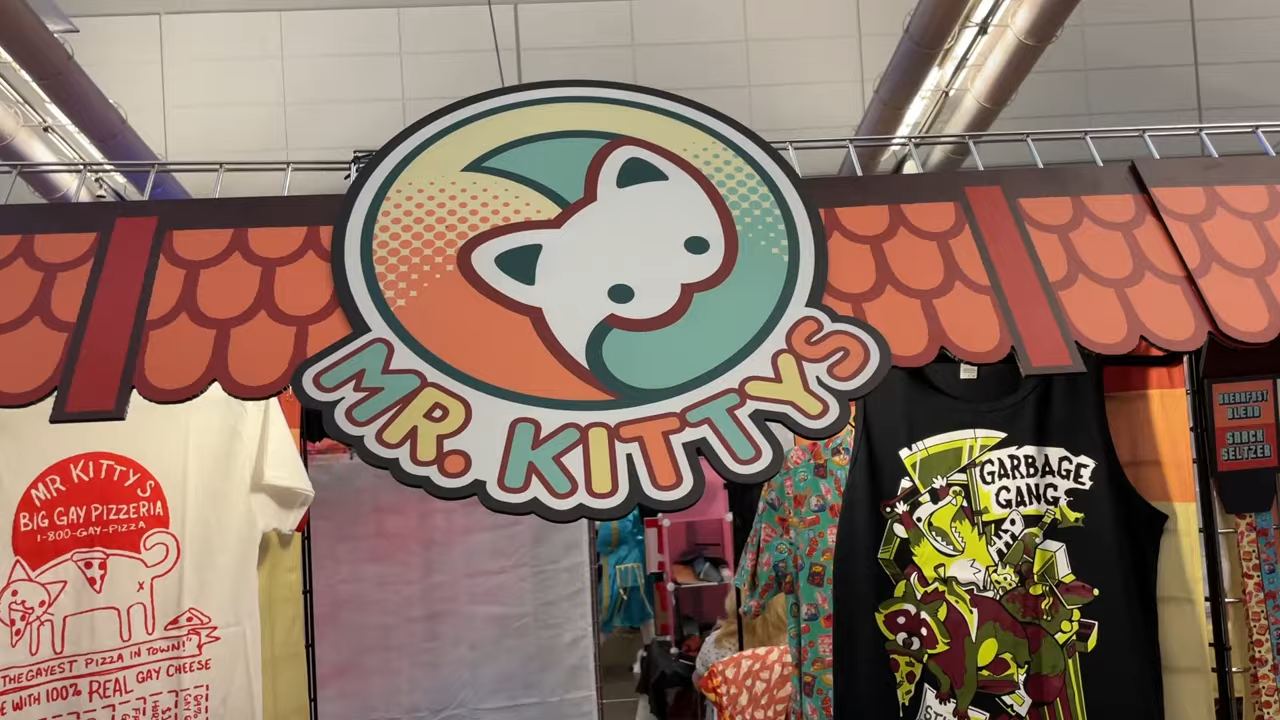 MR. KITTYS
MR KITTY'S
BIG GAY PIZZERIA
1-800-GAY-PIZZA
THE GAYEST PIZZA IN TOWN!
WITH 100% REAL GAY CHEESE
GARBAGE
GANG
BREAKFAST
BLEND
SNACK
SELTZER